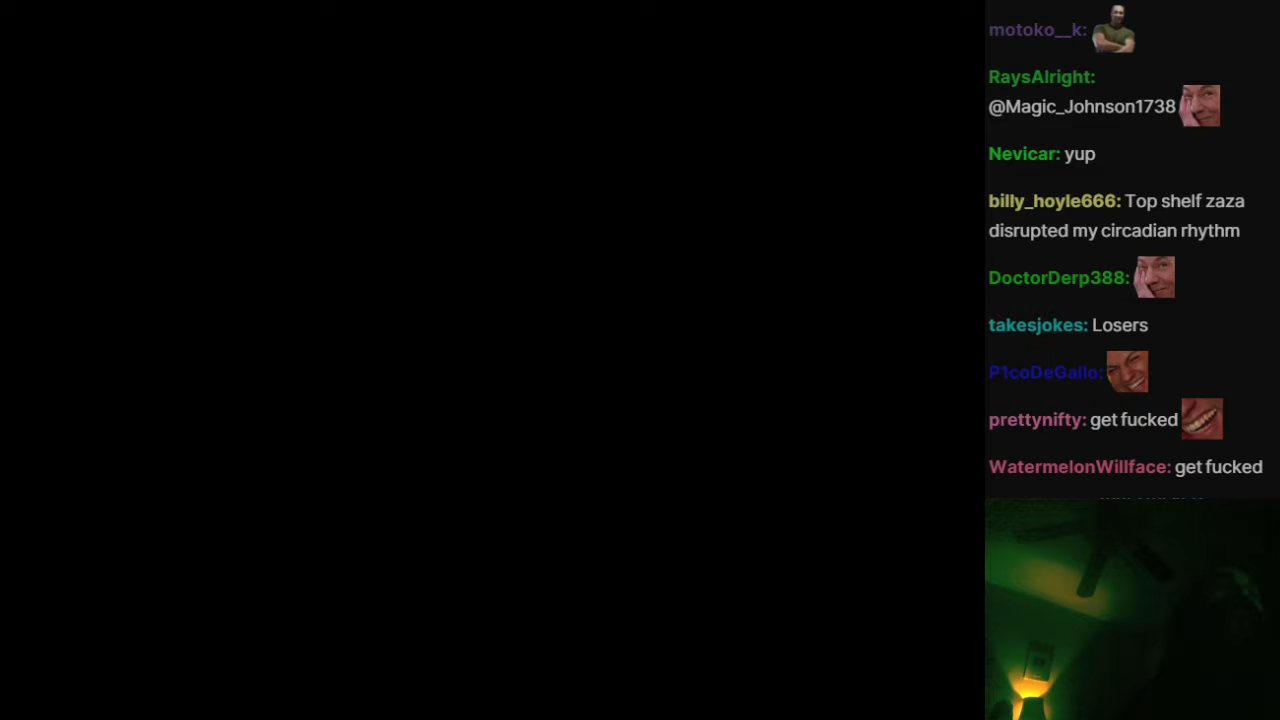 motoko__k:
RaysAlright:
@Magic_Johnson1738
Nevicar: yup
billy_hoyle666: Top shelf zaza
disrupted my circadian rhythm
DoctorDerp388:
takesjokes: Losers
P1coDeGallo:
prettynifty: get fucked
WatermelonWillface: get fucked